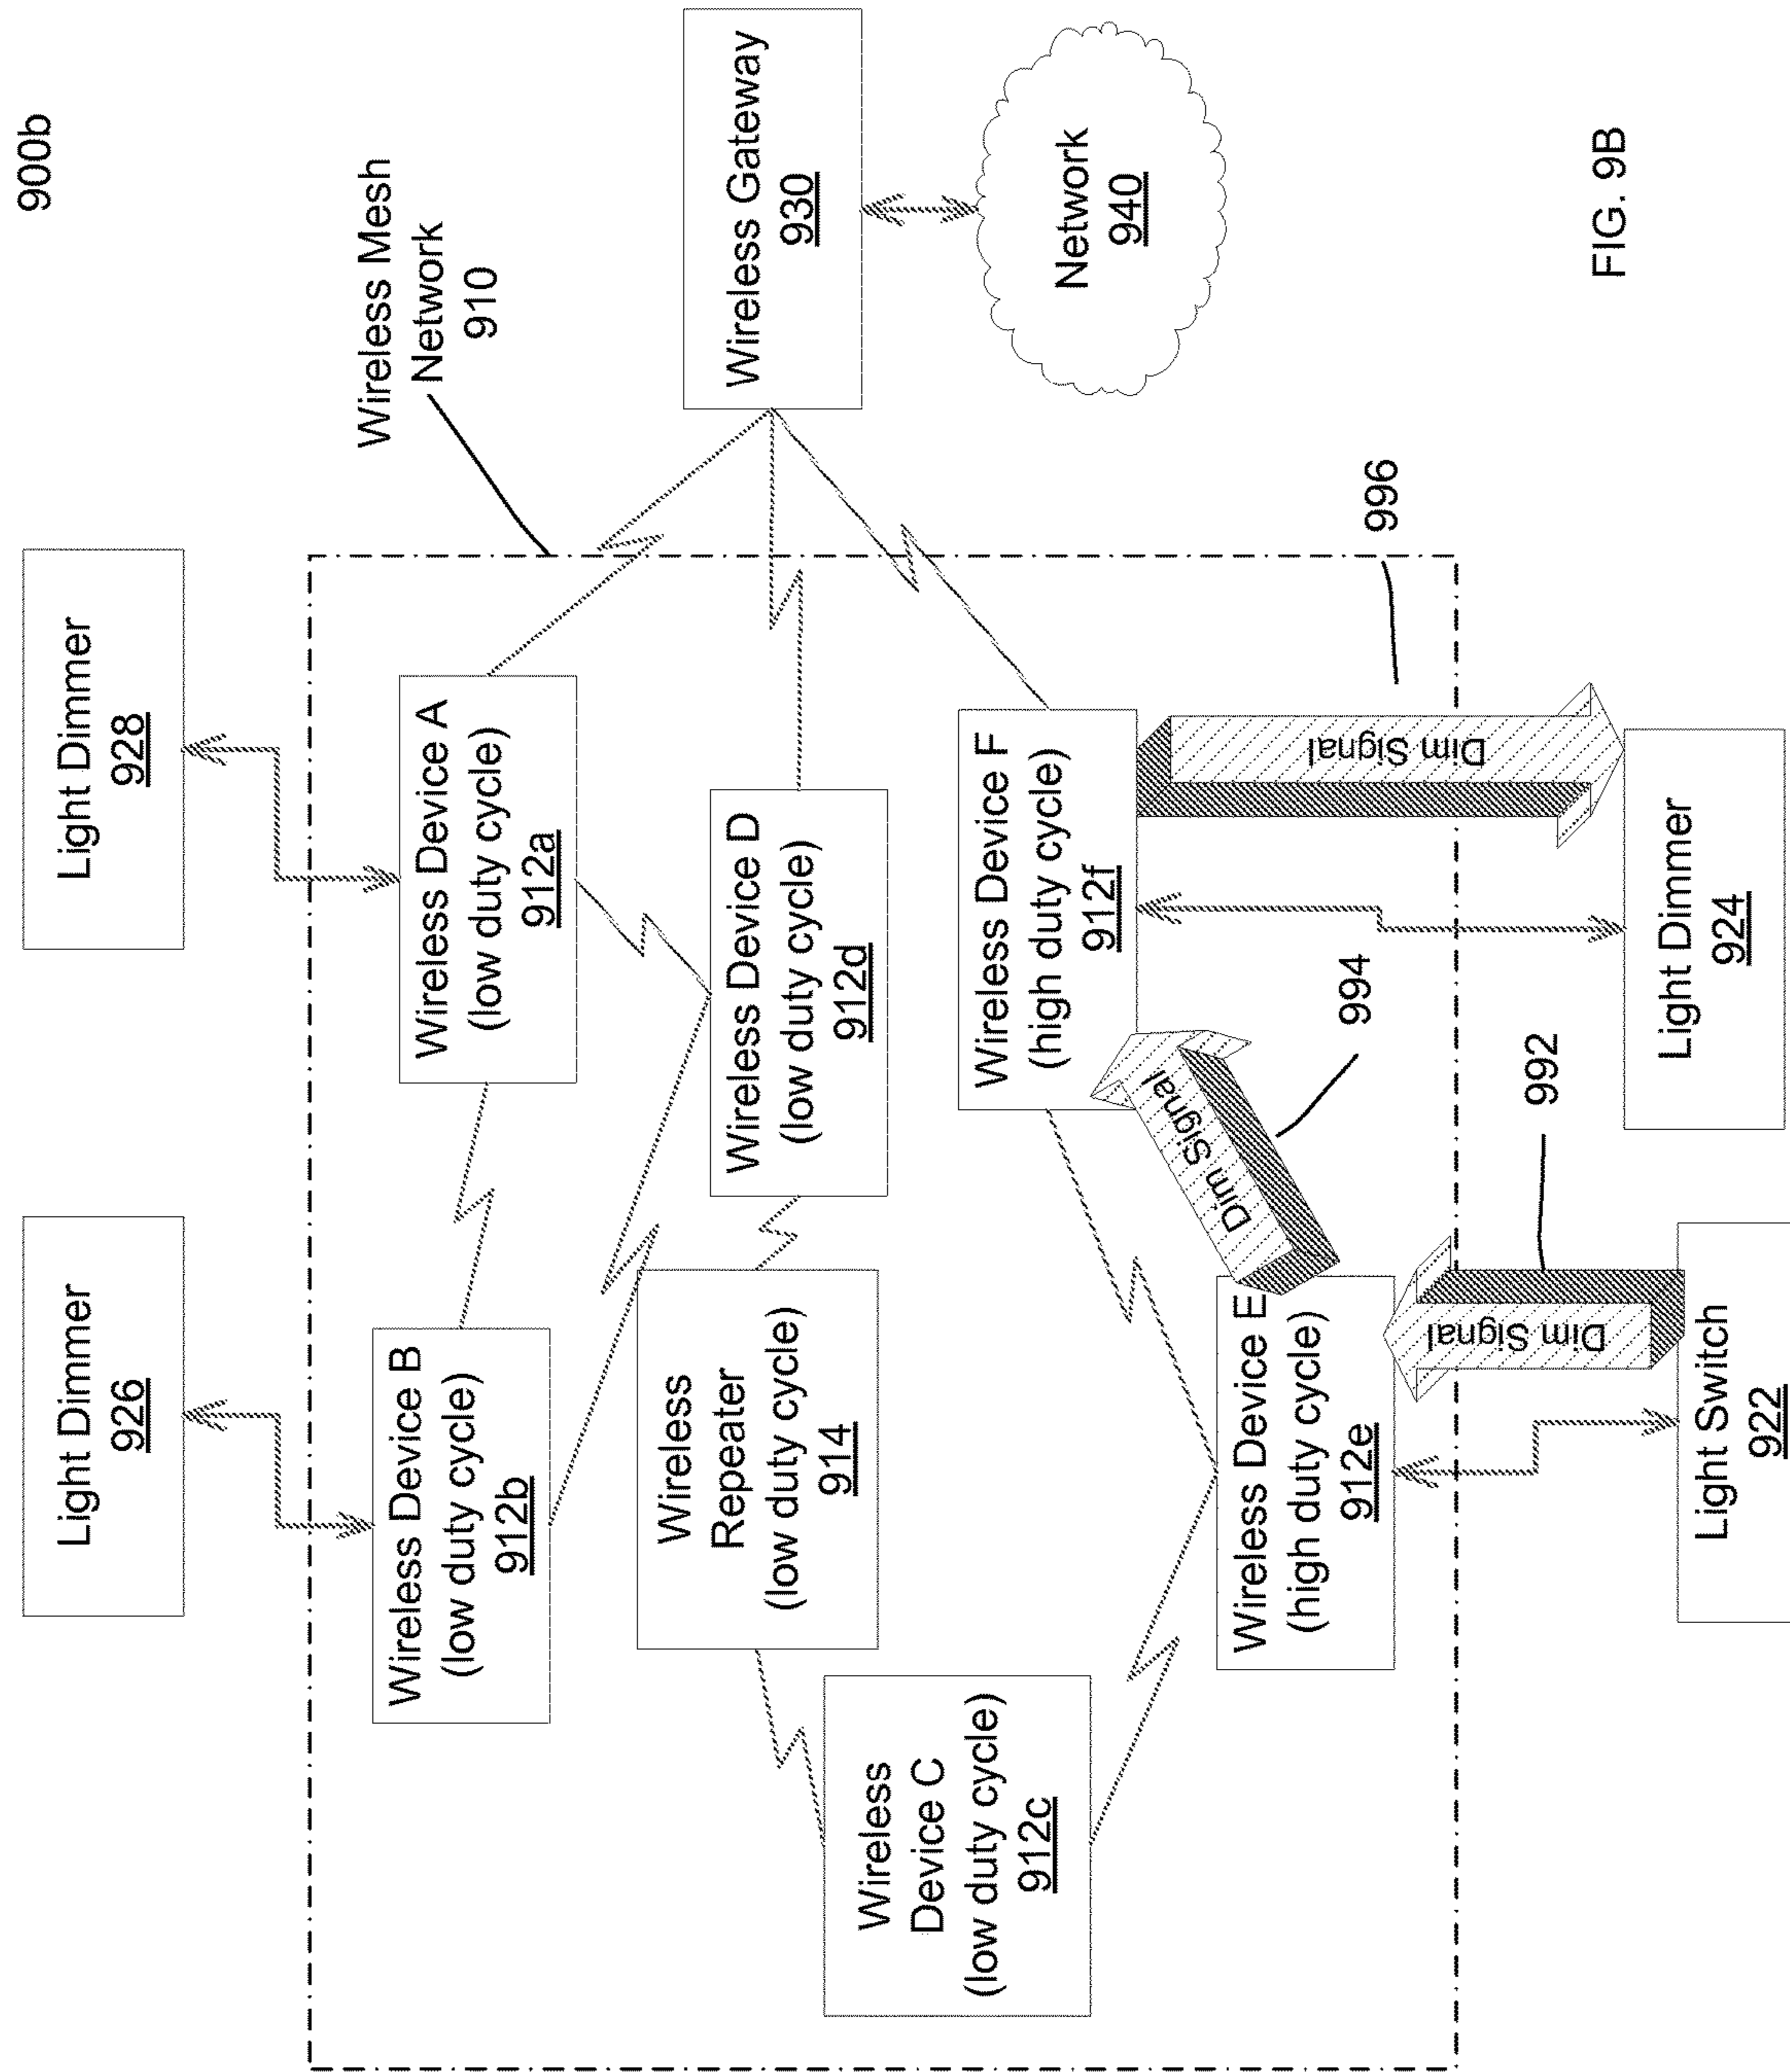 900b
Light Dimmer
926
Light Dimmer
928
Wireless Mesh
Network
910
Wireless Device B
(low duty cycle)
912b
Wireless Device A
(low duty cycle)
912a
Wireless
Repeater
(low duty cycle)
914
Wireless Device D
(low duty cycle)
912d
Wireless Gateway
930
Wireless
Device C
(low duty cycle)
912c
Wireless Device F
(high duty cycle)
912f
Network
940
Wireless Device E
(high duty cycle)
912e
Dim Signal
994
Dim Signal
992
Dim Signal
996
Light Switch
922
Light Dimmer
924
FIG. 9B